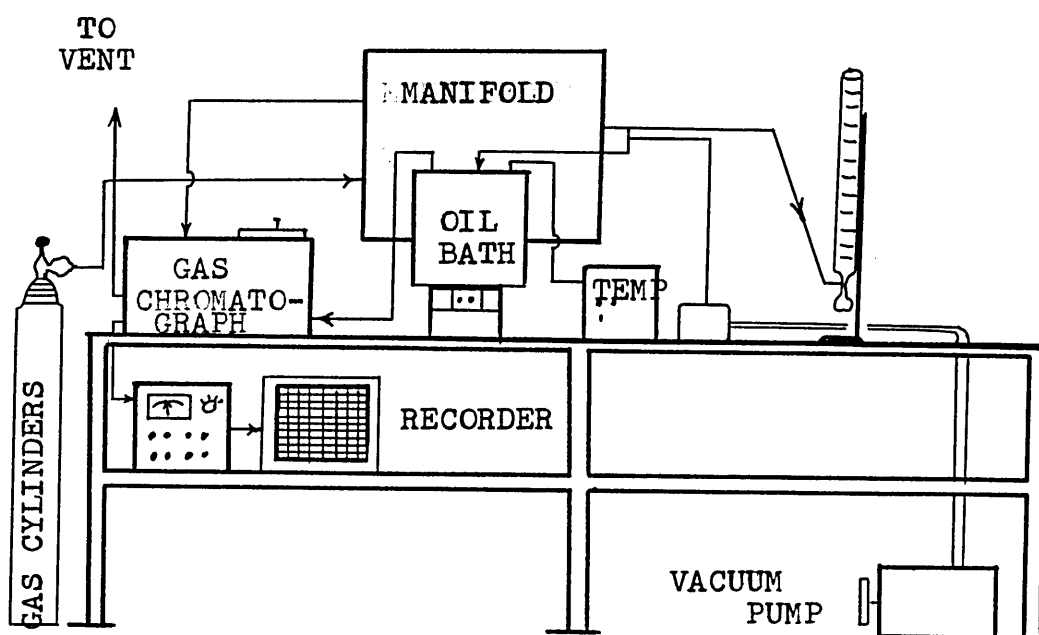 TO
VENT
MANIFOLD
OIL
BATH
GAS
CHROMATO-
GRAPH
TEMP
RECORDER
GAS CYLINDERS
VACUUM
PUMP